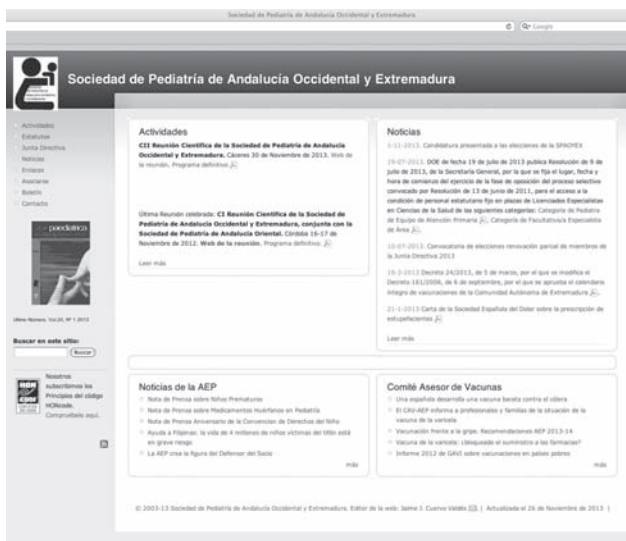 Sociedad de Pediatría de Andalucía Occidental y Extremadura
Google
Sociedad de Pediatría de Andalucía Occidental y Extremadura
Actividades
Estatutos
Junta Directiva
Noticias
Enlaces
Asociarse
Boletín
Contacto
paediatrica
Último Número. Vol.20, Nº 1 2013
Buscar en este sitio:
Buscar
Nosotros
subscribimos los
Principios del código
HONcode.
Compruébelo aquí.
Actividades
CII Reunión Científica de la Sociedad de Pediatría de Andalucía
Occidental y Extremadura. Cáceres 30 de Noviembre de 2013. Web de
la reunión. Programa definitivo.
Última Reunión celebrada: CI Reunión Científica de la Sociedad de
Pediatría de Andalucía Occidental y Extremadura, conjunta con la
Sociedad de Pediatría de Andalucía Oriental. Córdoba 16-17 de
Noviembre de 2012. Web de la reunión. Programa definitivo.
Leer más
Noticias
1-11-2013. Candidatura presentada a las elecciones de la SPAOYEX
19-07-2013. DOE de fecha 19 de julio de 2013 publica Resolución de 9 de
julio de 2013, de la Secretaría General, por la que se fija el lugar, fecha y
hora de comienzo del ejercicio de la fase de oposición del proceso selectivo
convocado por Resolución de 13 de junio de 2011, para el acceso a la
condición de personal estatutario fijo en plazas de Licenciados Especialistas
en Ciencias de la Salud de las siguientes categorías: Categoría de Pediatra
de Equipo de Atención Primaria. Categoría de Facultativo/a Especialista
de Área
10-07-2013. Convocatoria de elecciones renovación parcial de miembros de
la Junta Directiva 2013
18-3-2013 Decreto 24/2013, de 5 de marzo, por el que se modifica el
Decreto 181/2006, de 6 de septiembre, por el que se aprueba el calendario
íntegro de vacunaciones de la Comunidad Autónoma de Extremadura
21-1-2013 Carta de la Sociedad Española del Dolor sobre la prescripción de
estupefacientes
Leer más
Noticias de la AEP
Nota de Prensa sobre Niños Prematuros
Nota de Prensa sobre Medicamentos Huérfanos en Pediatría
Nota de Prensa Aniversario de la Convencion de Derechos del Niño
Ayuda a Filipinas: la vida de 4 millones de niños víctimas del tifón está
en grave riesgo
La AEP crea la figura del Defensor del Socio
más
Comité Asesor de Vacunas
Una española desarrolla una vacuna barata contra el cólera
El CAV-AEP informa a profesionales y familias de la situación de la
vacuna de la varicela
Vacunación frente a la gripe. Recomendaciones AEP 2013-14
Vacuna de la varicela: ¿bloqueado el suministro a las farmacias?
Informe 2012 de GAVI sobre vacunaciones en países pobres
más
© 2003-13 Sociedad de Pediatría de Andalucía Occidental y Extremadura. Editor de la web: Jaime J. Cuervo Valdés | Actualizada el 26 de Noviembre de 2013 |